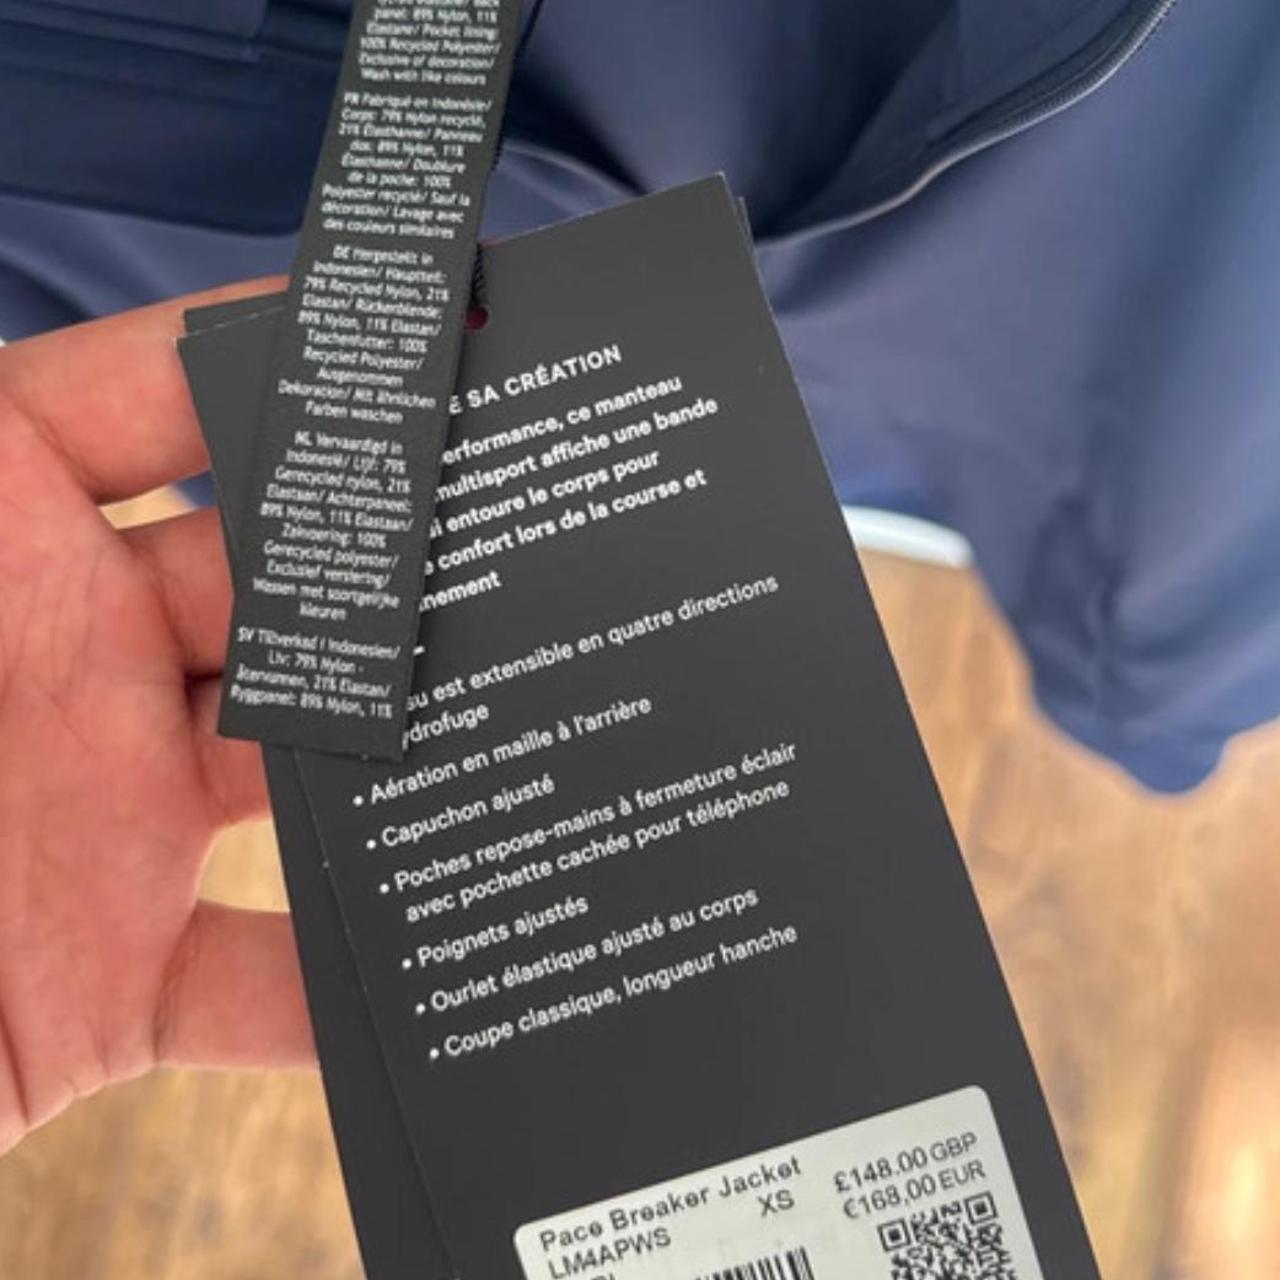 panel: 89% Nylon, 11%
Elastane/ Pocket lining:
100% Recycled Polyester/
Exclusive of decoration/
Wash with like colours
FR Fabriqué en Indonésie/
Corps: 79% Nylon recyclé,
21% Élasthanne/ Panneau
dos: 89% Nylon, 11%
Élasthanne/ Doublure
de la poche: 100%
Polyester recyclé/ Sauf la
décoration/ Lavage avec
des couleurs similaires
DE Hergestellt in
Indonesien/ Hauptteil:
79% Recycled Nylon, 21%
Elastan/ Rückenblende:
89% Nylon, 11% Elastan/
Taschenfutter: 100%
Recycled Polyester/
Ausgenommen
Dekoration/ Mit ähnlichen
Farben waschen
NL Vervaardigd in
Indonesië/ Lijf: 79%
Gerecycled nylon, 21%
Elastaan/ Achterpaneel:
89% Nylon, 11% Elastaan/
Zakvoering: 100%
Gerecycled polyester/
Exclusief versiering/
Wassen met soortgelijke
kleuren
SV Tillverkad i Indonesien/
Liv: 79% Nylon -
återvunnen, 21% Elastan/
Ryggpanel: 89% Nylon, 11%
E SA CRÉATION
erformance, ce manteau
multisport affiche une bande
i entoure le corps pour
e confort lors de la course et
nement
su est extensible en quatre directions
ydrofuge
• Aération en maille à l'arrière
• Capuchon ajusté
• Poches repose-mains à fermeture éclair
avec pochette cachée pour téléphone
• Poignets ajustés
• Ourlet élastique ajusté au corps
• Coupe classique, longueur hanche
Pace Breaker Jacket
LM4APWS XS
£148.00 GBP
€168.00 EUR